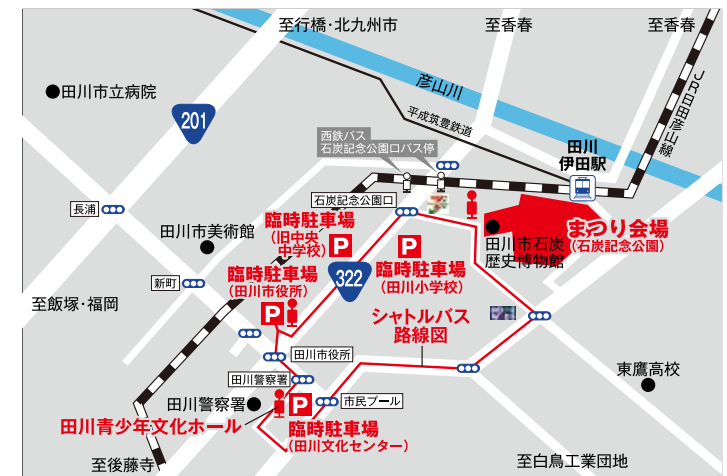 至行橋・北九州市
至香春
至香春
彦山川
田川市立病院
201
平成筑豊鉄道
JR日田彦山線
西鉄バス
石炭記念公園口バス停
田川
伊田駅
長浦
石炭記念公園口
田川市美術館
臨時駐車場
(旧中央
中学校)
P
P
まつり会場
(石炭記念公園)
田川市石炭
歴史博物館
臨時駐車場
(田川市役所)
322
臨時駐車場
(田川小学校)
新町
至飯塚・福岡
P
シャトルバス
路線図
田川市役所
東鷹高校
田川警察署
田川警察署
P
市民プール
田川青少年文化ホール
臨時駐車場
(田川文化センター)
至後藤寺
至白鳥工業団地